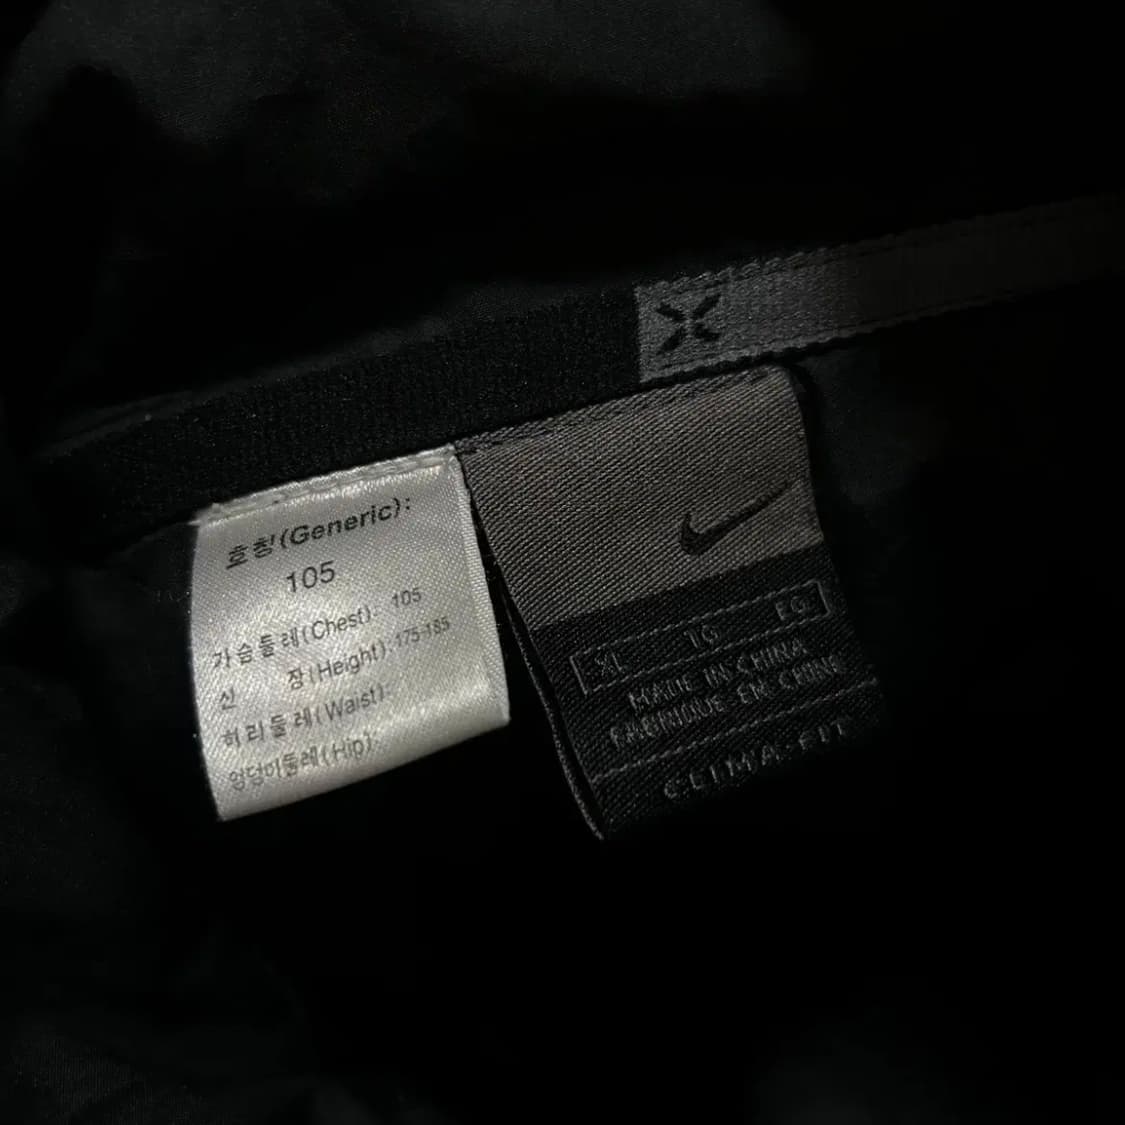 호칭(Generic):
105
가슴둘레(Chest): 105
신 장(Height):175-185
허리둘레(Waist):
엉덩이둘레(Hip):
XL TG EG
MADE IN CHINA
FABRIQUÉ EN CHINE
CLIMA-FIT